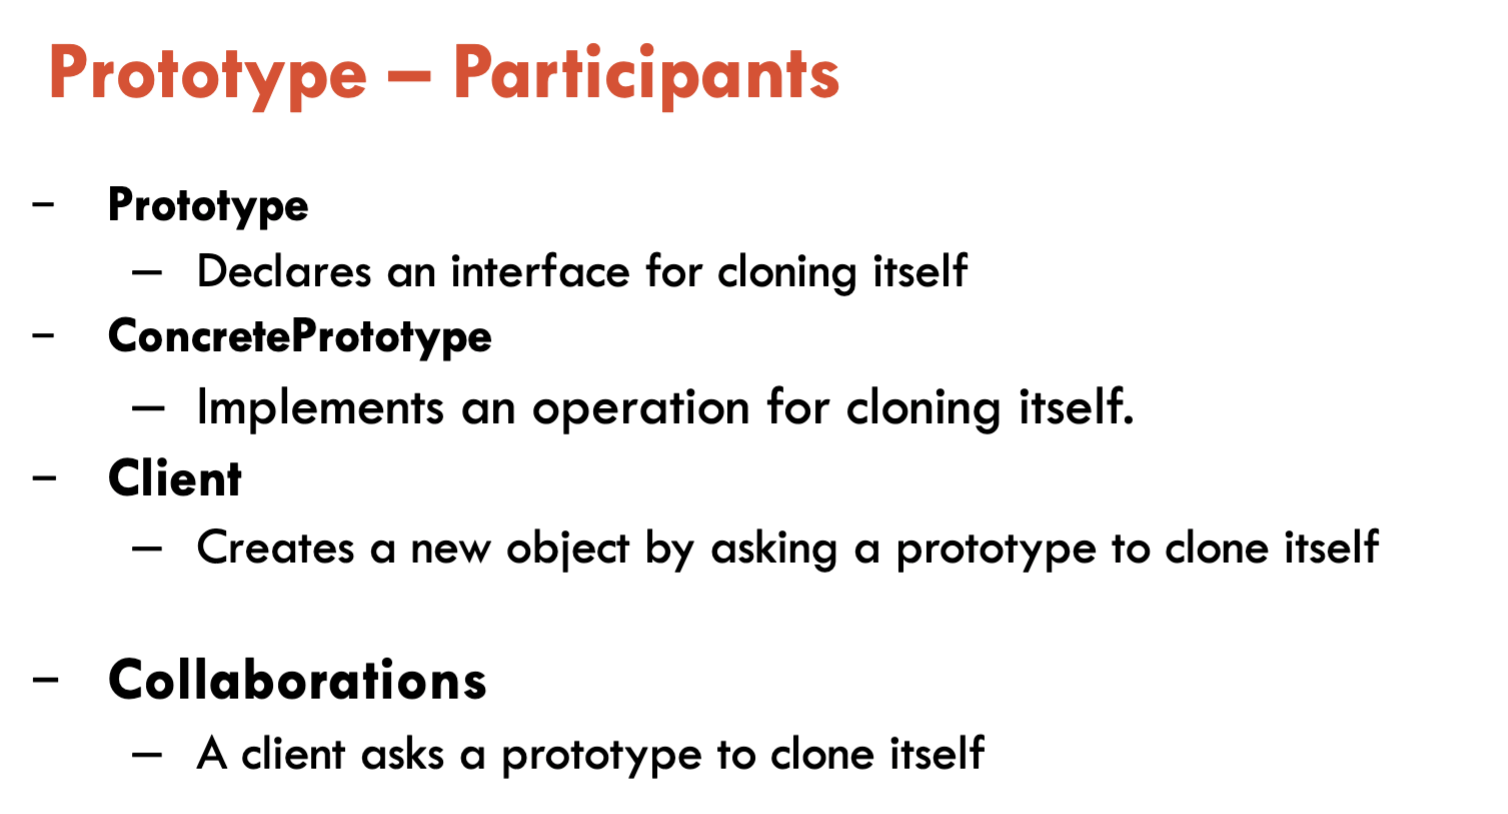 Prototype – Participants
– Prototype
– Declares an interface for cloning itself
– ConcretePrototype
– Implements an operation for cloning itself.
– Client
– Creates a new object by asking a prototype to clone itself
– Collaborations
– A client asks a prototype to clone itself